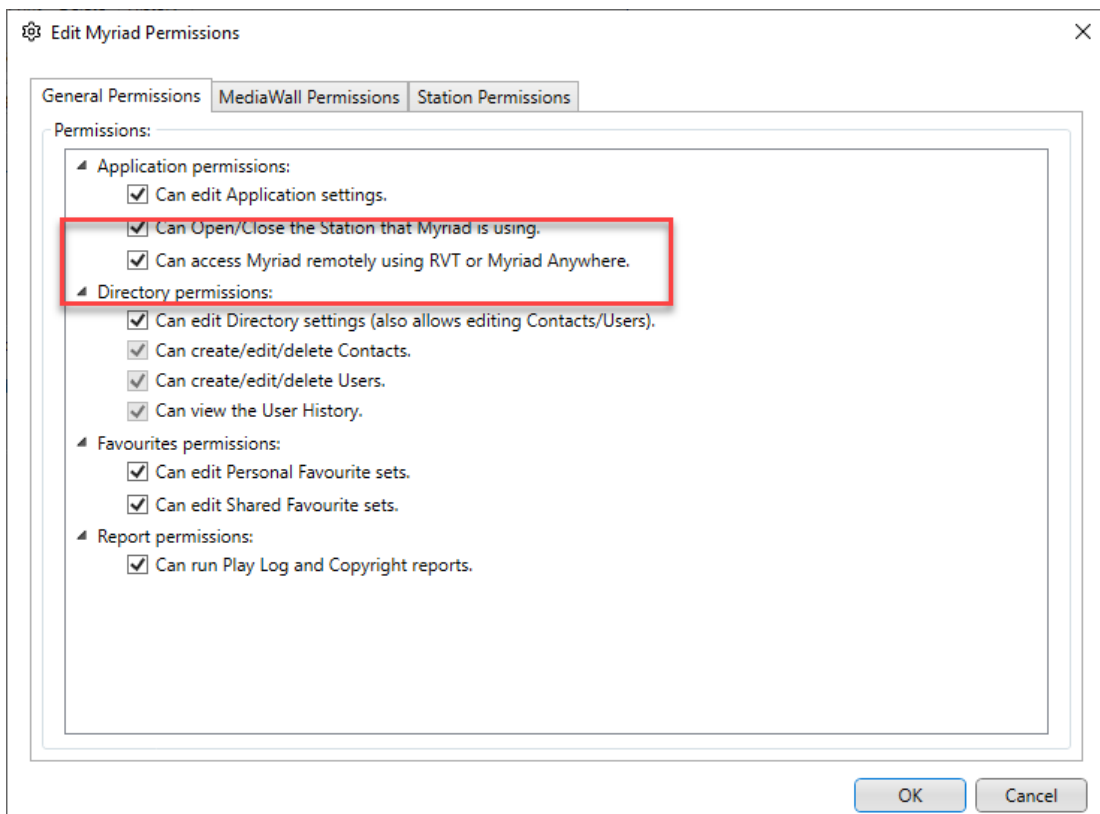 Edit Myriad Permissions
General Permissions MediaWall Permissions Station Permissions
Permissions:
Application permissions:
Can edit Application settings.
Can Open/Close the Station that Myriad is using.
Can access Myriad remotely using RVT or Myriad Anywhere.
Directory permissions:
Can edit Directory settings (also allows editing Contacts/Users).
Can create/edit/delete Contacts.
Can create/edit/delete Users.
Can view the User History.
Favourites permissions:
Can edit Personal Favourite sets.
Can edit Shared Favourite sets.
Report permissions:
Can run Play Log and Copyright reports.
OK Cancel